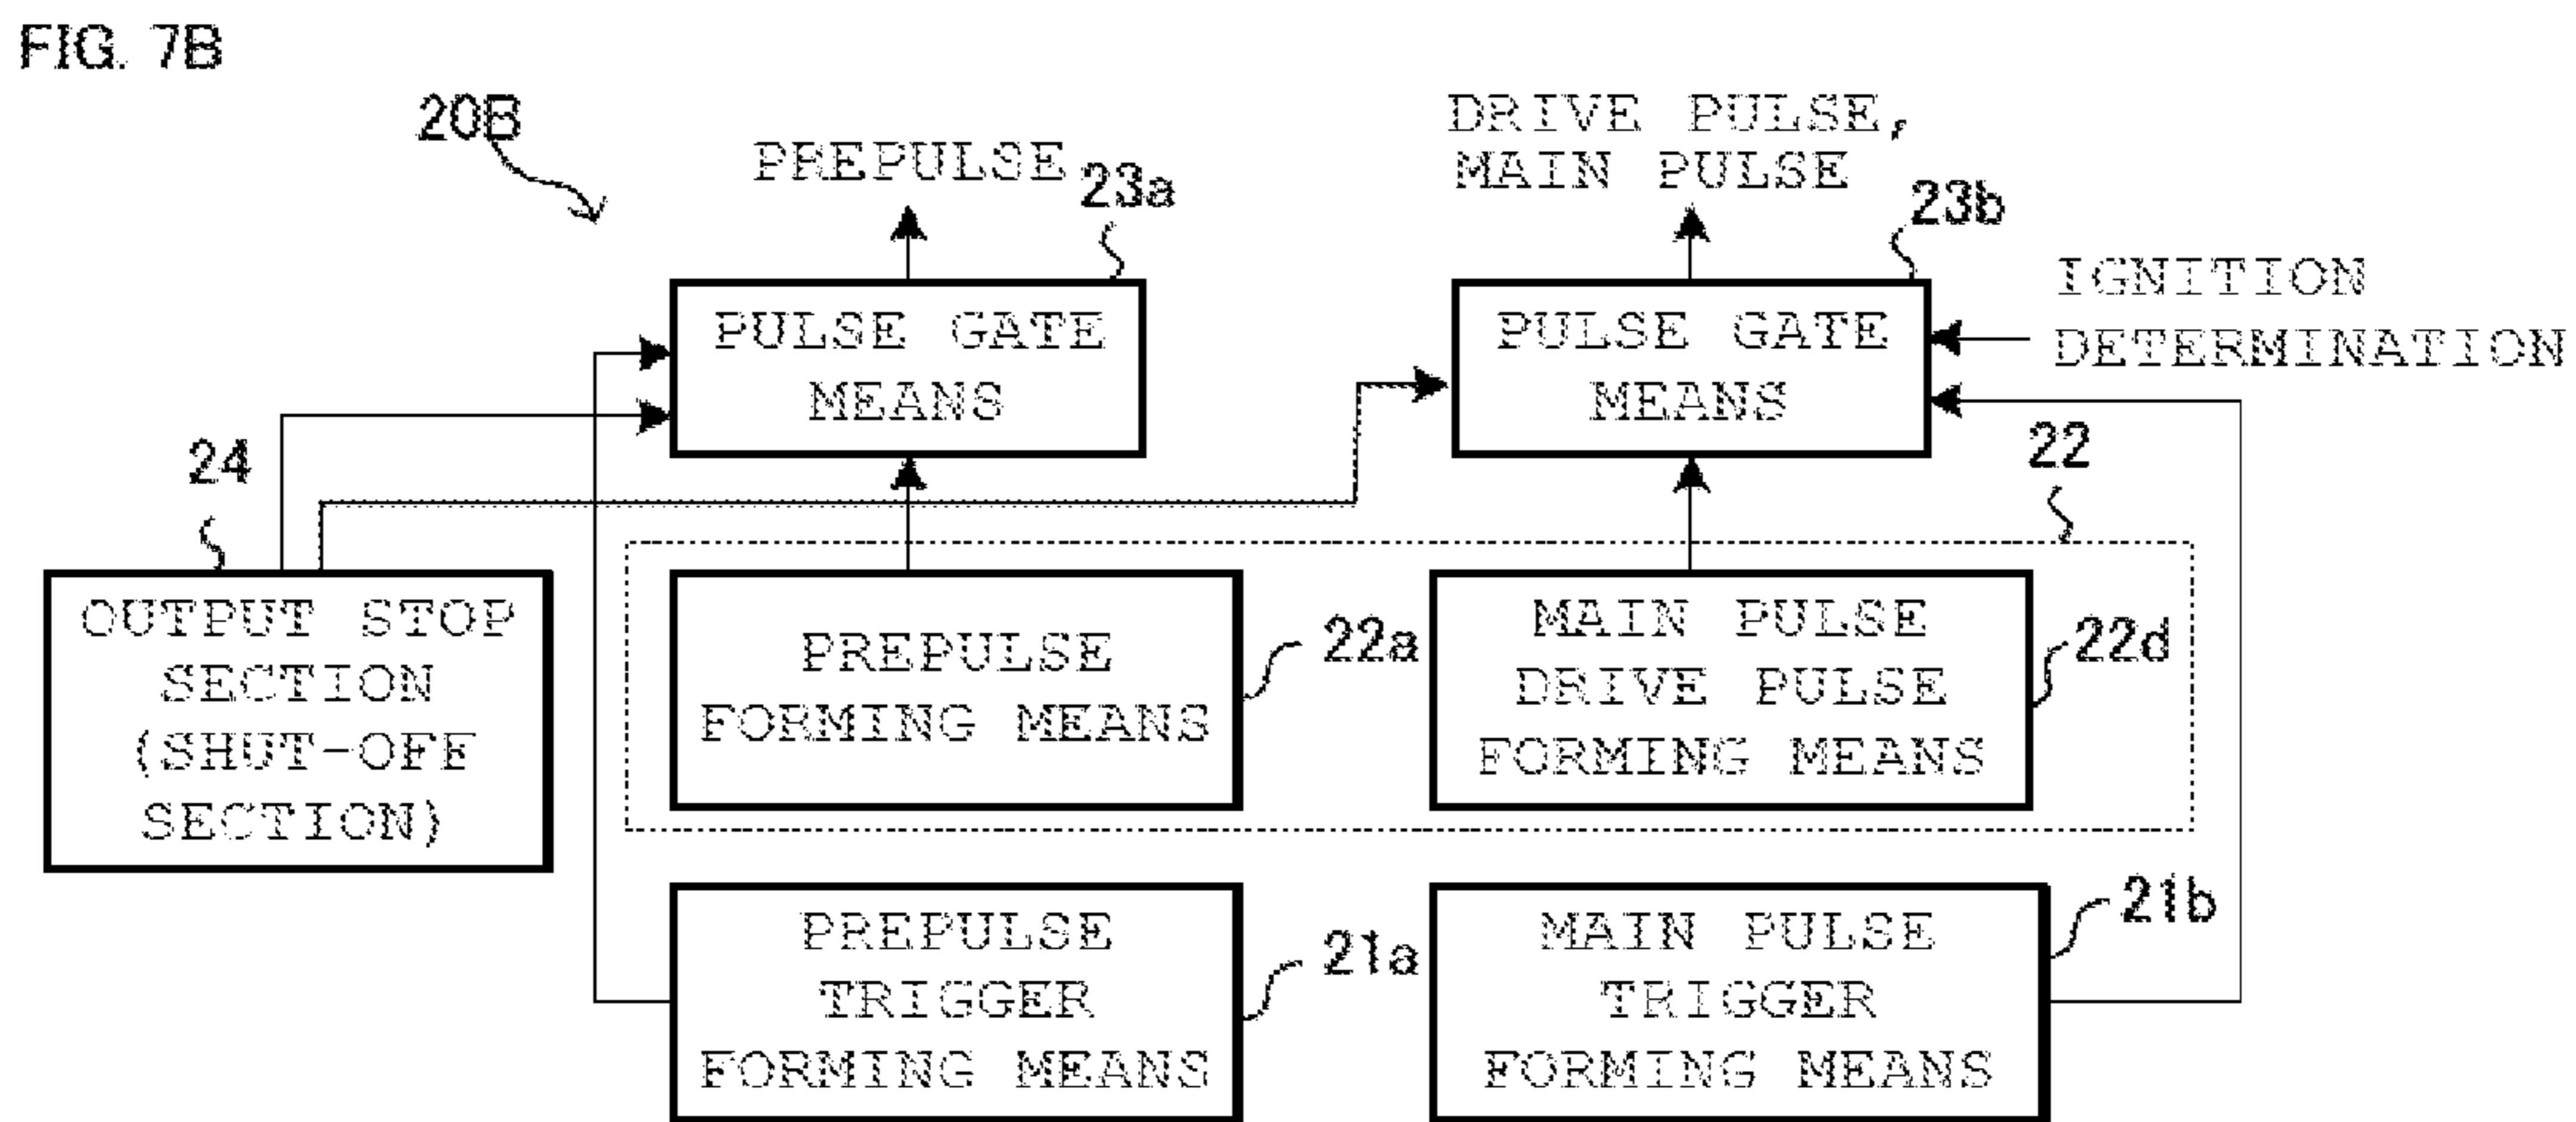 FIG. 7B
20B
PREPULSE
23a
DRIVE PULSE,
MAIN PULSE
23b
PULSE GATE
MEANS
PULSE GATE
MEANS
IGNITION
DETERMINATION
24
22
OUTPUT STOP
SECTION
(SHUT-OFF
SECTION)
PREPULSE
FORMING MEANS
22a
MAIN PULSE
DRIVE PULSE
FORMING MEANS
22d
PREPULSE
TRIGGER
FORMING MEANS
21a
MAIN PULSE
TRIGGER
FORMING MEANS
21b